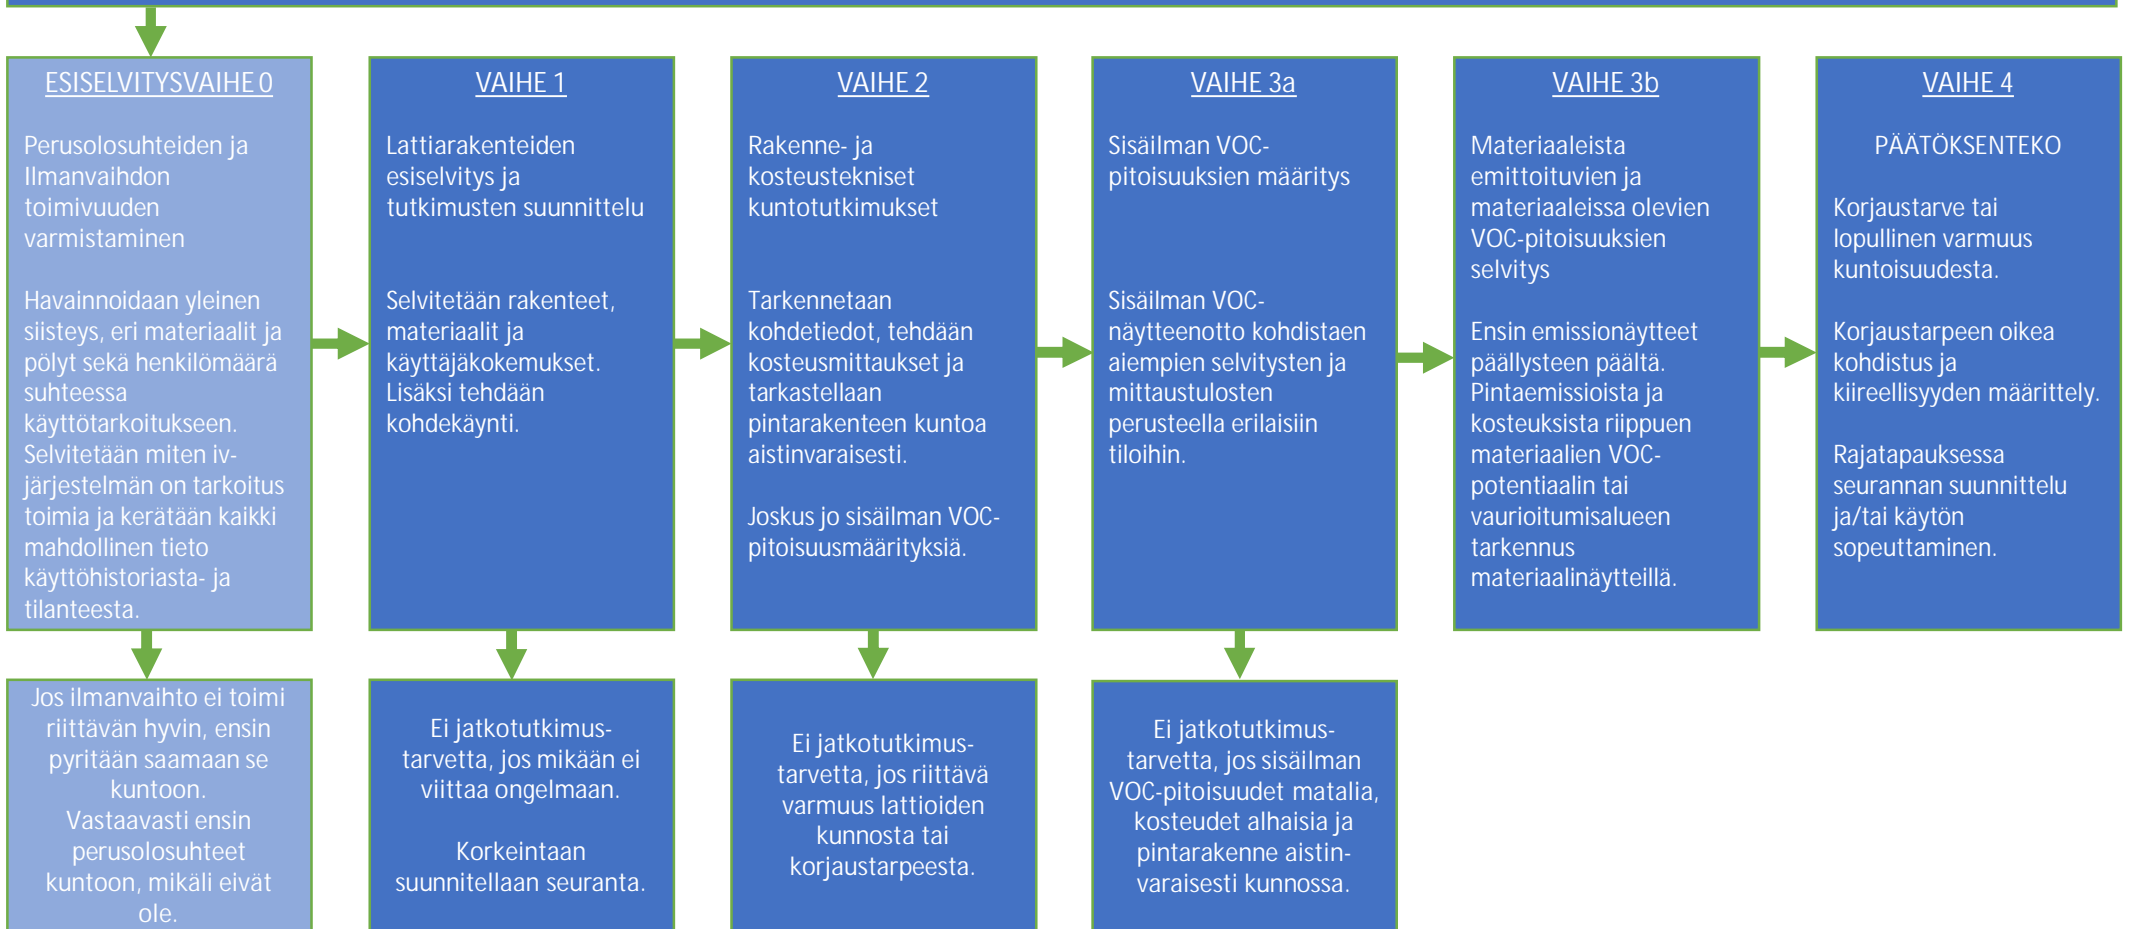 ESISELVITYSVAIHE 0
Perusolosuhteiden ja
Ilmanvaihdon
toimivuuden
varmistaminen
Havainnoidaan yleinen
siisteys, eri materiaalit ja
pölyt sekä henkilömäärä
suhteessa
käyttötarkoitukseen.
Selvitetään miten iv-
järjestelmän on tarkoitus
toimia ja kerätään kaikki
mahdollinen tieto
käyttöhistoriasta- ja
tilanteesta.
VAIHE 1
Lattiarakenteiden
esiselvitys ja
tutkimusten suunnittelu
Selvitetään rakenteet,
materiaalit ja
käyttäjäkokemukset.
Lisäksi tehdään
kohdekäynti.
VAIHE 2
Rakenne- ja
kosteustekniset
kuntotutkimukset
Tarkennetaan
kohdetiedot, tehdään
kosteusmittaukset ja
tarkastellaan
pintarakenteen kuntoa
aistinvaraisesti.
Joskus jo sisäilman VOC-
pitoisuusmäärityksiä.
VAIHE 3a
Sisäilman VOC-
pitoisuuksien määritys
Sisäilman VOC-
näytteenotto kohdistaen
aiempien selvitysten ja
mittaustulosten
perusteella erilaisiin
tiloihin.
VAIHE 3b
Materiaaleista
emittoituvien ja
materiaaleissa olevien
VOC-pitoisuuksien
selvitys
Ensin emissionäytteet
päällysteen päältä.
Pintaemissioista ja
kosteuksista riippuen
materiaalien VOC-
potentiaalin tai
vaurioitumisalueen
tarkennus
materiaalinäytteillä.
VAIHE 4
PÄÄTÖKSENTEKO
Korjaustarve tai
lopullinen varmuus
kuntoisuudesta.
Korjaustarpeen oikea
kohdistus ja
kiireellisyyden määrittely.
Rajatapauksessa
seurannan suunnittelu
ja/tai käytön
sopeuttaminen.
Jos ilmanvaihto ei toimi
riittävän hyvin, ensin
pyritään saamaan se
kuntoon.
Vastaavasti ensin
perusolosuhteet
kuntoon, mikäli eivät
ole.
Ei jatkotutkimus-
tarvetta, jos mikään ei
viittaa ongelmaan.
Korkeintaan
suunnitellaan seuranta.
Ei jatkotutkimus-
tarvetta, jos riittävä
varmuus lattioiden
kunnosta tai
korjaustarpeesta.
Ei jatkotutkimus-
tarvetta, jos sisäilman
VOC-pitoisuudet matalia,
kosteudet alhaisia ja
pintarakenne aistin-
varaisesti kunnossa.